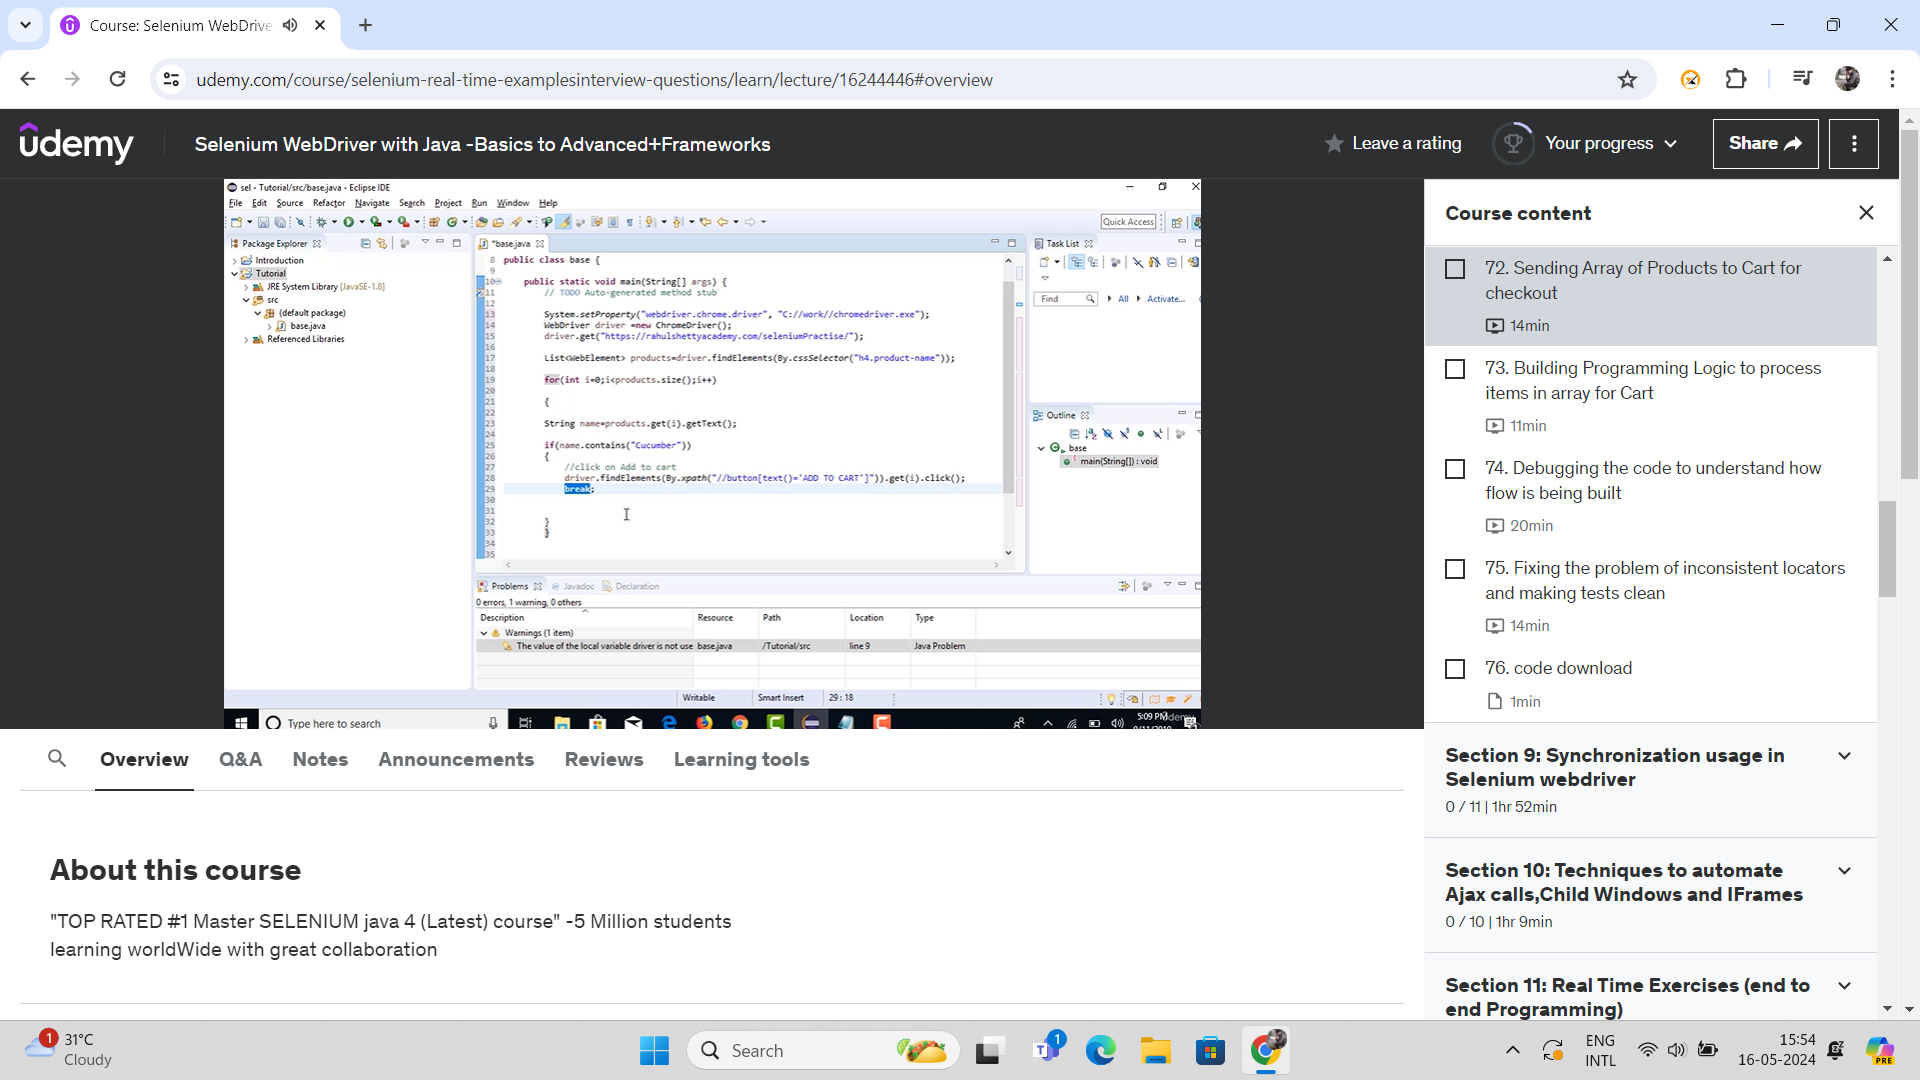 Course: Selenium WebDrive
udemy.com/course/selenium-real-time-examplesinterview-questions/learn/lecture/16244446#overview
udemy
Selenium WebDriver with Java -Basics to Advanced+Frameworks
Leave a rating
Your progress
Share
sel - Tutorial/src/base.java - Eclipse IDE
File Edit Source Refactor Navigate Search Project Run Window Help
Quick Access
Package Explorer
Introduction
Tutorial
JRE System Library [JavaSE-1.8]
src
(default package)
base.java
Referenced Libraries
*base.java
8 public class base {
9
10 public static void main(String[] args) {
11 // TODO Auto-generated method stub
12
13 System.setProperty("webdriver.chrome.driver", "C://work//chromedriver.exe");
14 WebDriver driver =new ChromeDriver();
15 driver.get("https://rahulshettyacademy.com/seleniumPractise/");
16
17 List<WebElement> products=driver.findElements(By.cssSelector("h4.product-name"));
18
19 for(int i=0;i<products.size();i++)
20
21 {
22
23 String name=products.get(i).getText();
24
25 if(name.contains("Cucumber"))
26 {
27 //click on Add to cart
28 driver.findElements(By.xpath("//button[text()='ADD TO CART']")).get(i).click();
29 break;
30
31
32 }
33 }
34
35
Task List
Find
All
Activate...
Outline
base
main(String[]) : void
Problems Javadoc Declaration
0 errors, 1 warning, 0 others
Description Resource Path Location Type
Warnings (1 item)
The value of the local variable driver is not use base.java /Tutorial/src line 9 Java Problem
Writable Smart Insert 29 : 18
Type here to search
5:09 PM
Course content
72. Sending Array of Products to Cart for
checkout
14min
73. Building Programming Logic to process
items in array for Cart
11min
74. Debugging the code to understand how
flow is being built
20min
75. Fixing the problem of inconsistent locators
and making tests clean
14min
76. code download
1min
Section 9: Synchronization usage in
Selenium webdriver
0 / 11 | 1hr 52min
Section 10: Techniques to automate
Ajax calls,Child Windows and IFrames
0 / 10 | 1hr 9min
Section 11: Real Time Exercises (end to
end Programming)
Overview
Q&A
Notes
Announcements
Reviews
Learning tools
About this course
"TOP RATED #1 Master SELENIUM java 4 (Latest) course" -5 Million students
learning worldWide with great collaboration
1
31°C
Cloudy
Search
1
ENG
INTL
15:54
16-05-2024
PRE